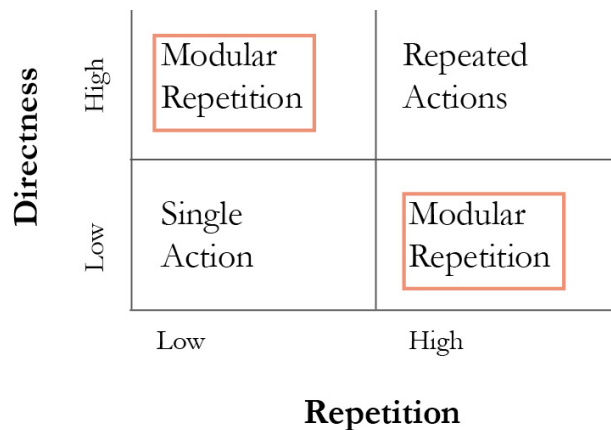 Directness
High
Modular
Repetition
Repeated
Actions
Low
Single
Action
Modular
Repetition
Low
High
Repetition